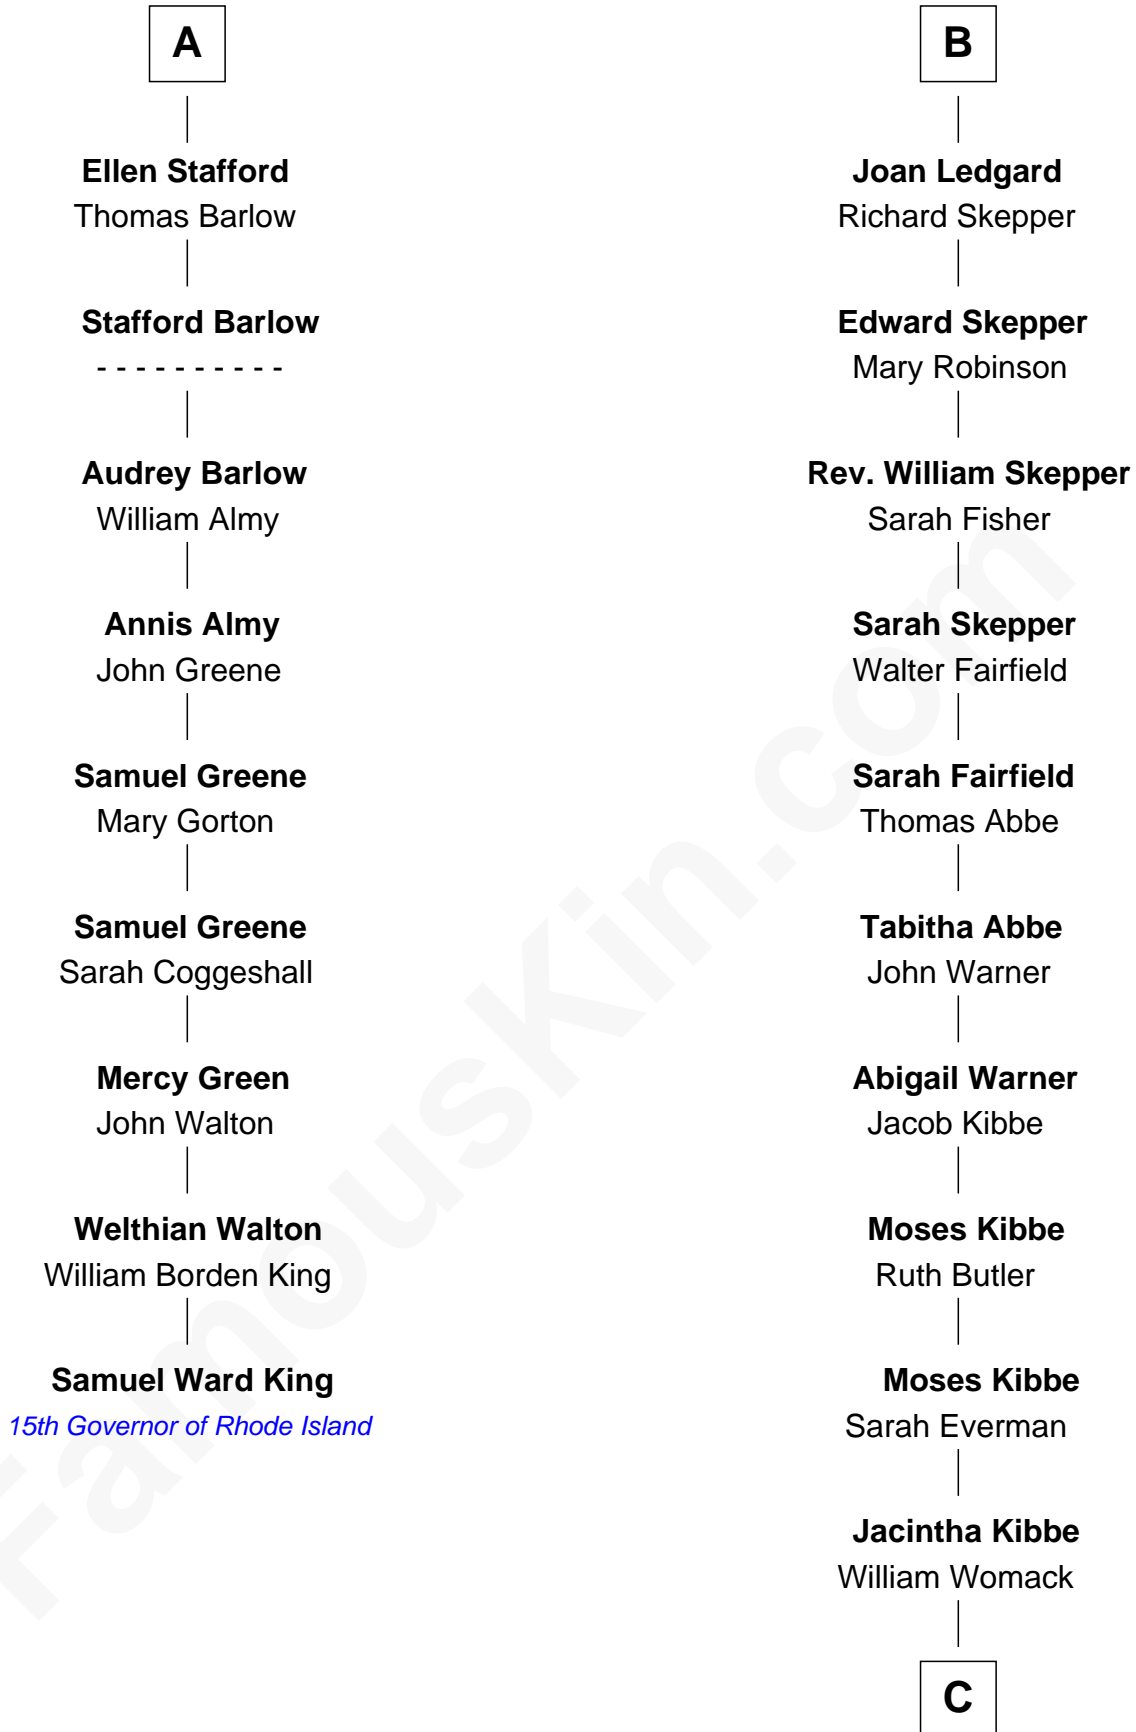 A
Ellen Stafford
Thomas Barlow
Stafford Barlow
- - - - - - - - - -
Audrey Barlow
William Almy
Annis Almy
John Greene
Samuel Greene
Mary Gorton
Samuel Greene
Sarah Coggeshall
Mercy Green
John Walton
Welthian Walton
William Borden King
Samuel Ward King
15th Governor of Rhode Island
B
Joan Ledgard
Richard Skepper
Edward Skepper
Mary Robinson
Rev. William Skepper
Sarah Fisher
Sarah Skepper
Walter Fairfield
Sarah Fairfield
Thomas Abbe
Tabitha Abbe
John Warner
Abigail Warner
Jacob Kibbe
Moses Kibbe
Ruth Butler
Moses Kibbe
Sarah Everman
Jacintha Kibbe
William Womack
C
FamousKin.com